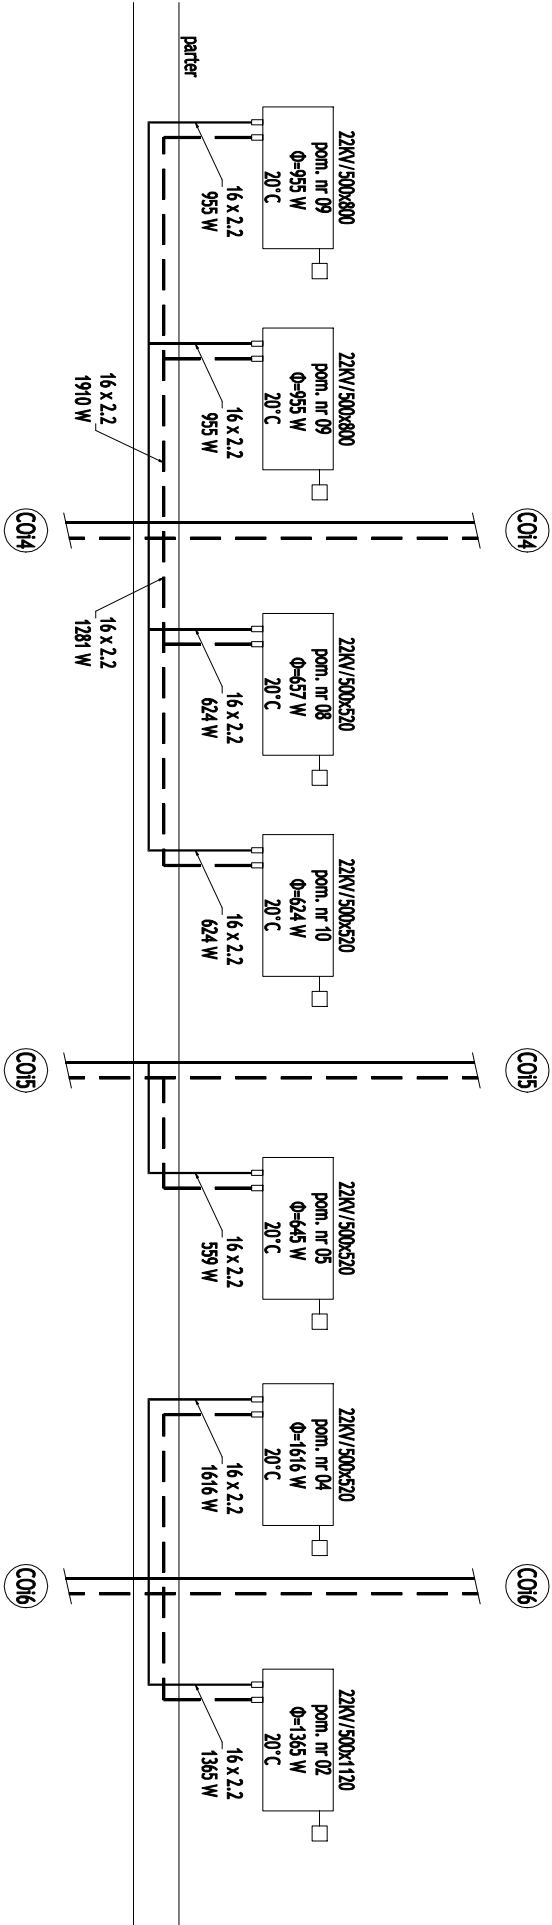 parter
22KV/500x800
pom. nr 09
Φ=955 W
20°C
16 x 2.2
955 W
22KV/500x800
pom. nr 09
Φ=955 W
20°C
16 x 2.2
955 W
16 x 2.2
1910 W
COi4
COi4
16 x 2.2
1281 W
22KV/500x520
pom. nr 08
Φ=657 W
20°C
16 x 2.2
624 W
22KV/500x520
pom. nr 10
Φ=624 W
20°C
16 x 2.2
624 W
COi5
COi5
22KV/500x520
pom. nr 05
Φ=645 W
20°C
16 x 2.2
559 W
22KV/500x520
pom. nr 04
Φ=1616 W
20°C
16 x 2.2
1616 W
COi6
COi6
22KV/500x1120
pom. nr 02
Φ=1365 W
20°C
16 x 2.2
1365 W